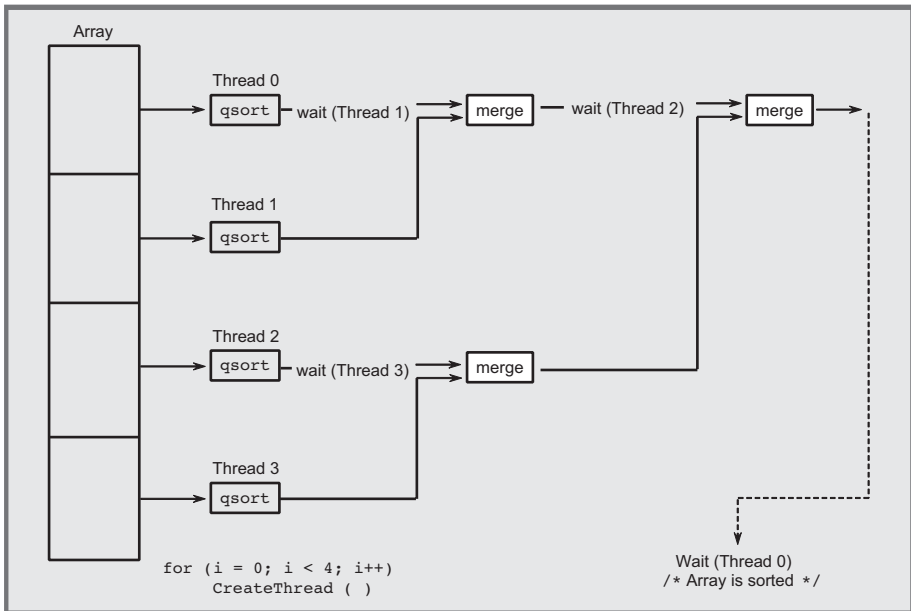 Array
Thread 0
qsort
wait (Thread 1)
merge
wait (Thread 2)
merge
Thread 1
qsort
Thread 2
qsort
wait (Thread 3)
merge
Thread 3
qsort
for (i = 0; i < 4; i++)
CreateThread ( )
Wait (Thread 0)
/* Array is sorted */